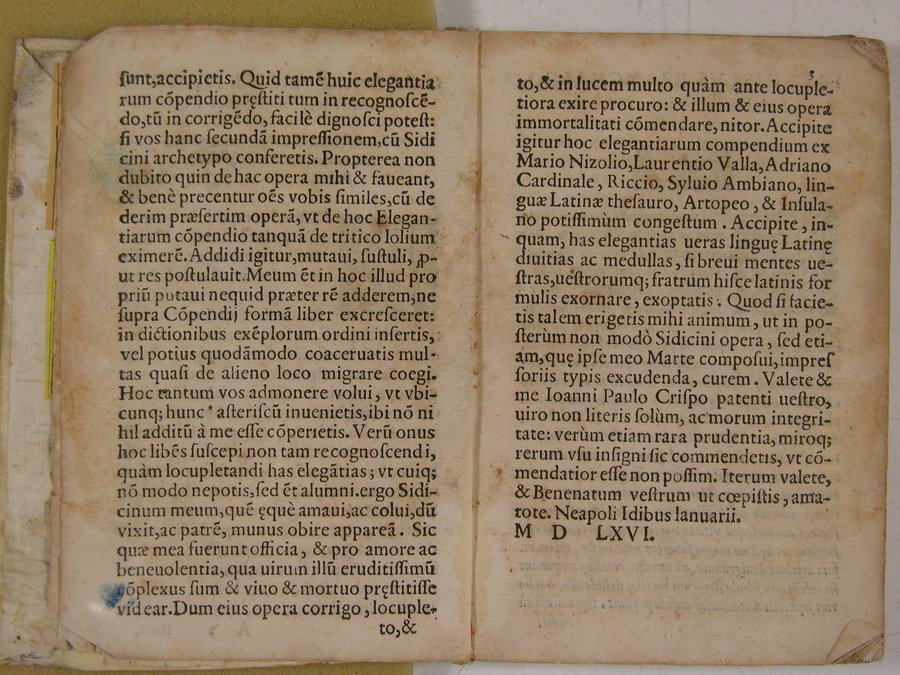 sunt,accipietis. Quid tamē huic elegantia
rum cōpendio pręstiti tum in recognoscē-
do,tū in corrigēdo, facilè dignosci potest:
si vos hanc secundā impressionem,cū Sidi
cini archetypo conferetis. Propterea non
dubito quin de hac opera mihi & faueant,
& benè precentur oēs vobis similes,cū de
derim præsertim operā, vt de hoc Elegan-
tiarum cōpendio tanquā de tritico lolium
eximerē. Addidi igitur,mutaui, sustuli, ꝓ-
ut res postulauit.Meum ēt in hoc illud pro
priū putaui nequid præter rē adderem,ne
supra Cōpendij formā liber excresceret:
in dictionibus exēplorum ordini insertis,
vel potius quodāmodo coaceruatis mul-
tas quasi de alieno loco migrare coegi.
Hoc tantum vos admonere volui, vt vbi-
cunq; hunc * asteriscū inuenietis,ibi nō ni
hil additū à me esse cōperietis. Verū onus
hoc libēs suscepi non tam recognoscendi,
quàm locupletandi has elegātias; vt cuiq;
nō modo nepotis,sed ēt alumni.ergo Sidi-
cinum meum,quē ęquè amaui,ac colui,dū
vixit,ac patrē, munus obire appareā. Sic
quæ mea fuerunt officia, & pro amore ac
beneuolentia, qua uirum illū eruditissimū
cōplexus sum & viuo & mortuo pręstitisse
videar.Dum eius opera corrigo, locuple-
to,&
3
to,& in lucem multo quàm ante locuple-
tiora exire procuro: & illum & eius opera
immortalitati cōmendare, nitor. Accipite
igitur hoc elegantiarum compendium ex
Mario Nizolio,Laurentio Valla,Adriano
Cardinale, Riccio, Syluio Ambiano, lin-
guæ Latinæ thesauro, Artopeo, & Insula-
no potissimùm congestum. Accipite, in-
quam, has elegantias ueras linguę Latinę
diuitias ac medullas, si breui mentes ue-
stras,uestrorumq; fratrum hisce latinis for
mulis exornare, exoptatis. Quod si facie-
tis talem erigetis mihi animum, ut in po-
sterùm non modò Sidicini opera, sed eti-
am,quę ipse meo Marte composui,impres
soriis typis excudenda, curem. Valete &
me Ioanni Paulo Crispo patenti uestro,
uiro non literis solùm, ac morum integri-
tate: verùm etiam rara prudentia, miroq;
rerum vsu insigni sic commendetis, vt cō-
mendatior esse non possim. Iterum valete,
& Benenatum vestrum ut cœpistis, ama-
tote. Neapoli Idibus Ianuarii.
M D LXVI.